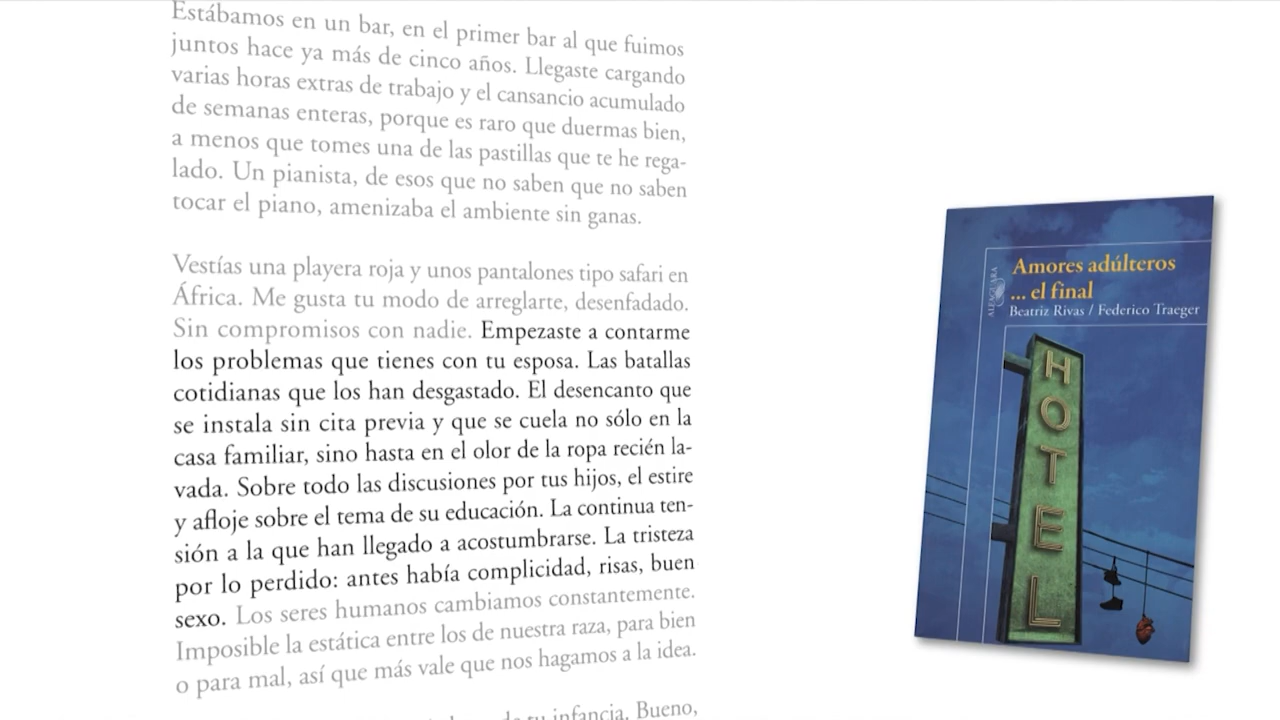 Estábamos en un bar, en el primer bar al que fuimos
juntos hace ya más de cinco años. Llegaste cargando
varias horas extras de trabajo y el cansancio acumulado
de semanas enteras, porque es raro que duermas bien,
a menos que tomes una de las pastillas que te he rega-
lado. Un pianista, de esos que no saben que no saben
tocar el piano, amenizaba el ambiente sin ganas.
Vestías una playera roja y unos pantalones tipo safari en
África. Me gusta tu modo de arreglarte, desenfadado.
Sin compromisos con nadie. Empezaste a contarme
los problemas que tienes con tu esposa. Las batallas
cotidianas que los han desgastado. El desencanto que
se instala sin cita previa y que se cuela no sólo en la
casa familiar, sino hasta en el olor de la ropa recién la-
vada. Sobre todo las discusiones por tus hijos, el estire
y afloje sobre el tema de su educación. La continua ten-
sión a la que han llegado a acostumbrarse. La tristeza
por lo perdido: antes había complicidad, risas, buen
sexo. Los seres humanos cambiamos constantemente.
Imposible la estática entre los de nuestra raza, para bien
o para mal, así que más vale que nos hagamos a la idea.
de tu infancia. Bueno,
ALFAGUARA
Amores adúlteros
... el final
Beatriz Rivas / Federico Traeger
HOTEL